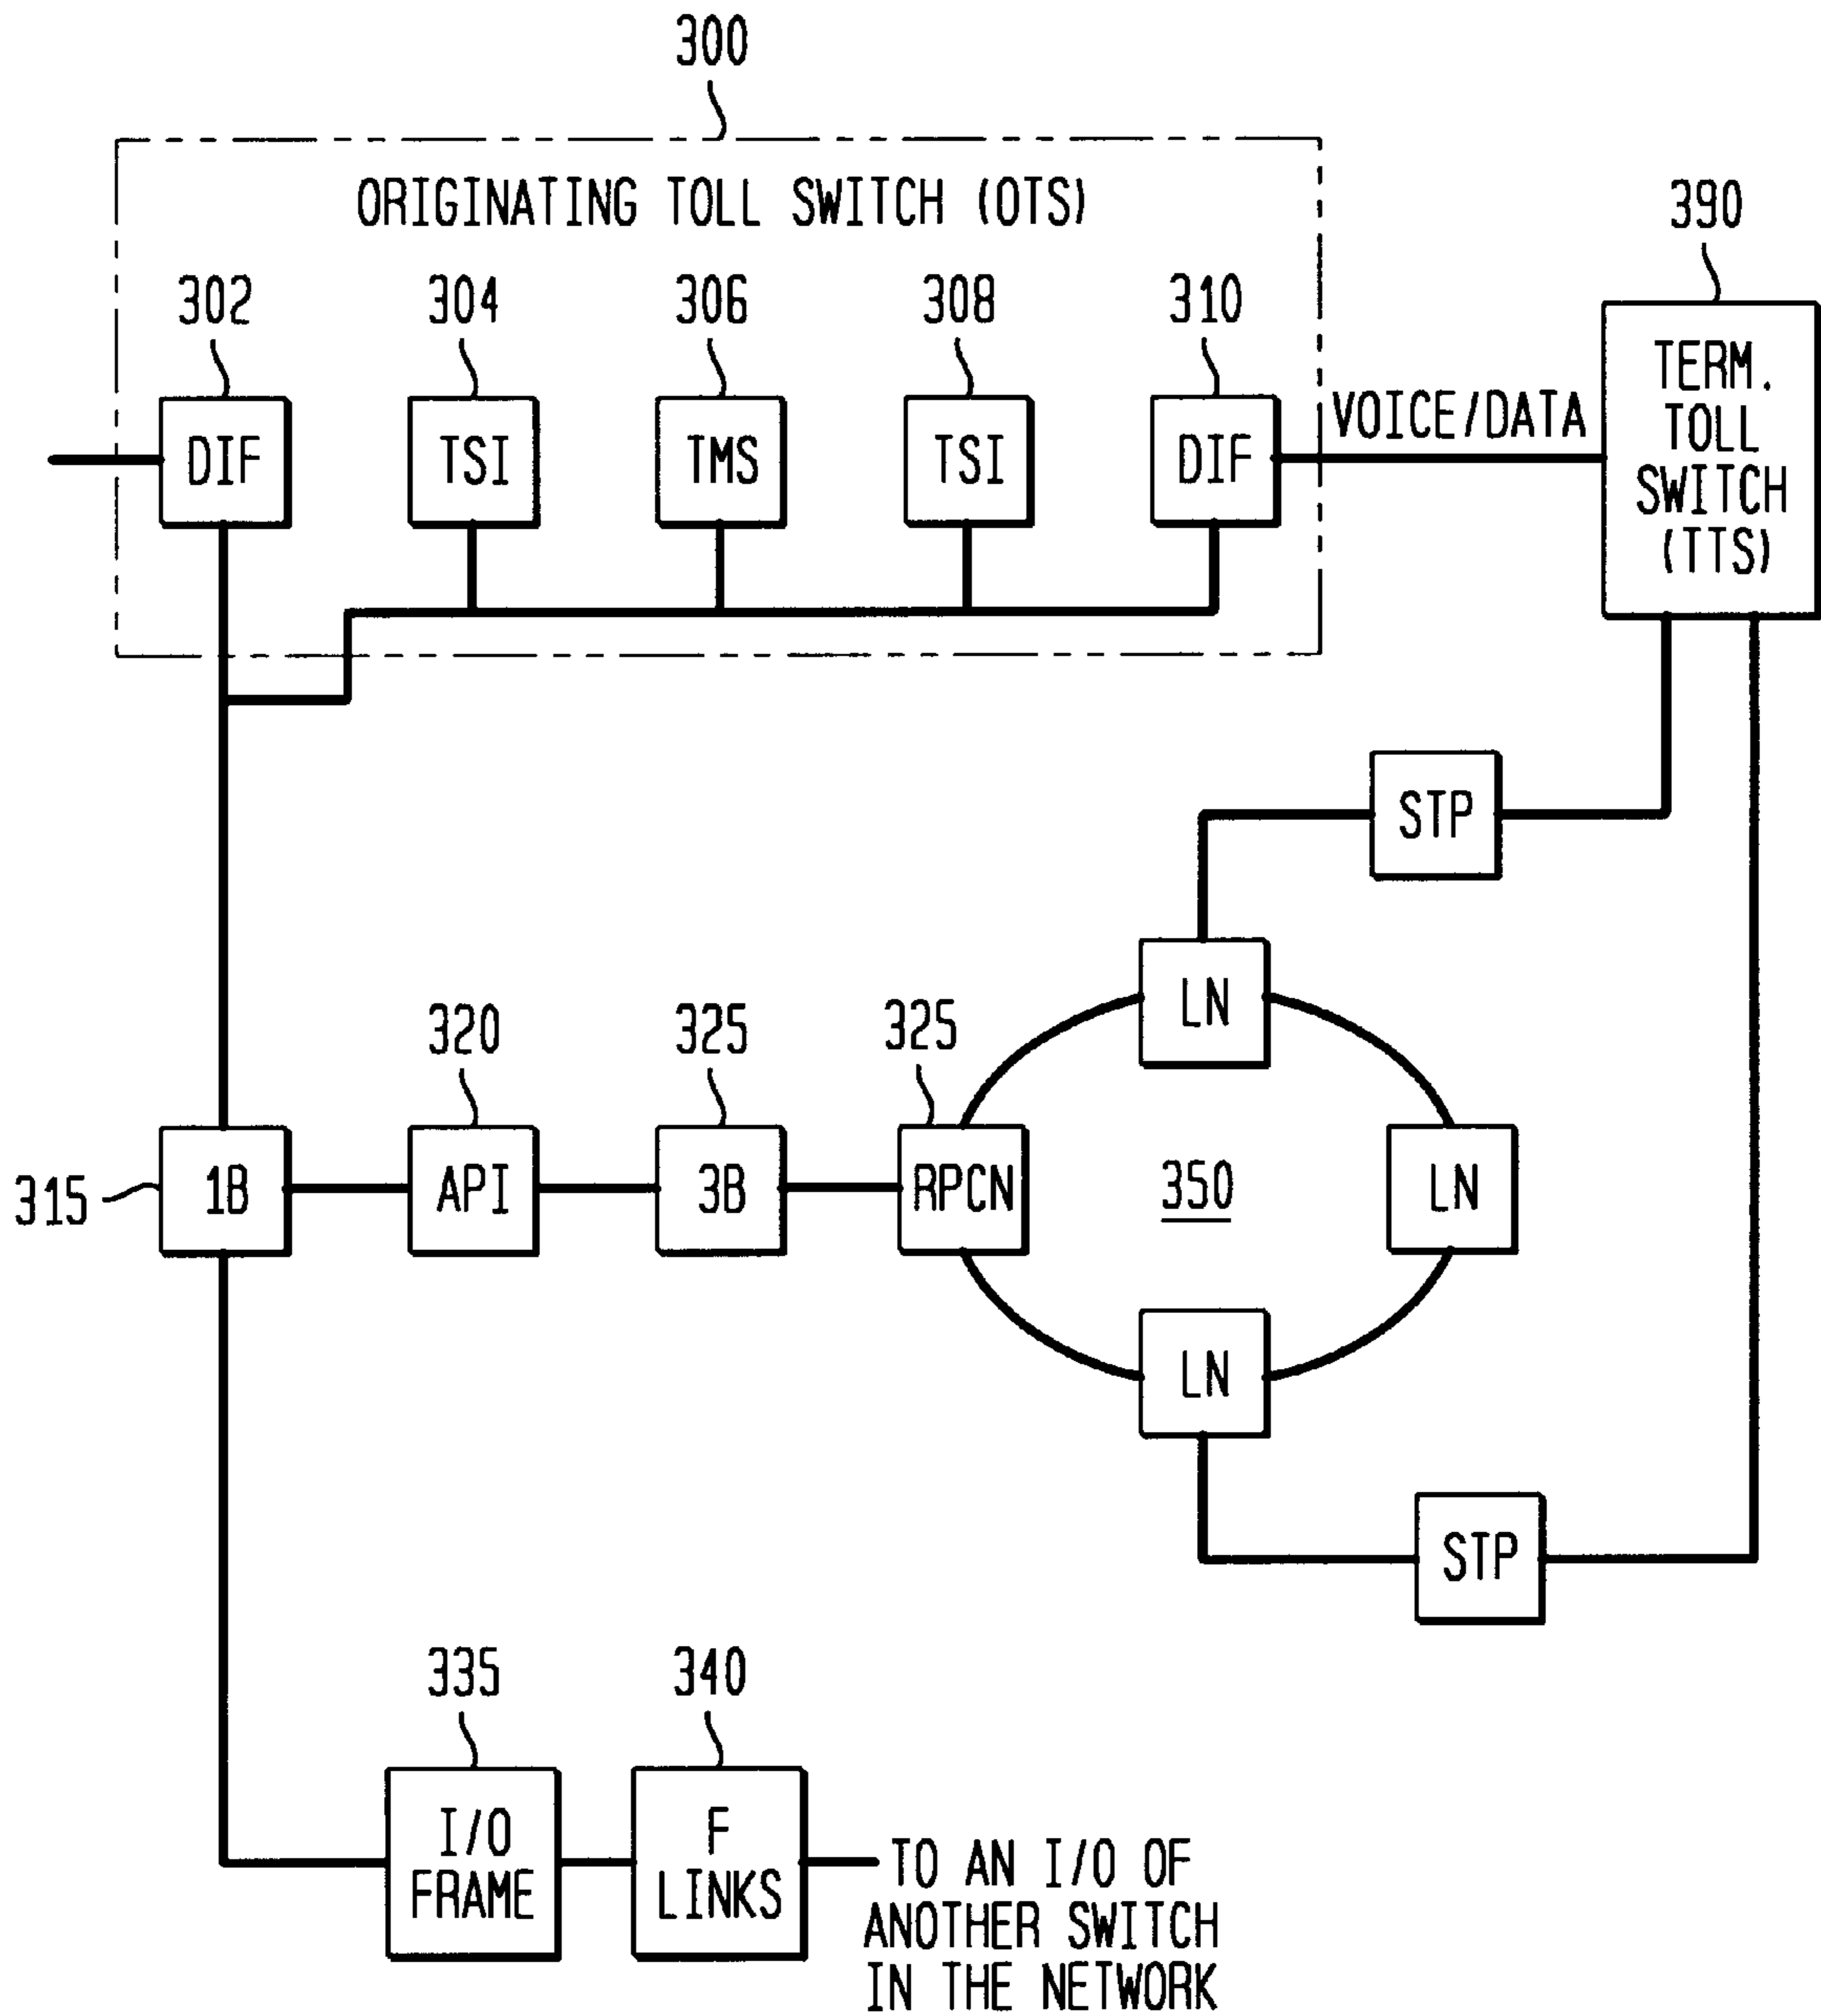 300
ORIGINATING TOLL SWITCH (OTS)
390
302
304
306
308
310
DIF
TSI
TMS
TSI
DIF
VOICE/DATA
TERM.
TOLL
SWITCH
(TTS)
STP
LN
320
325
325
315
1B
API
3B
RPCN
350
LN
LN
STP
335
340
I/O
FRAME
F
LINKS
TO AN I/O OF
ANOTHER SWITCH
IN THE NETWORK